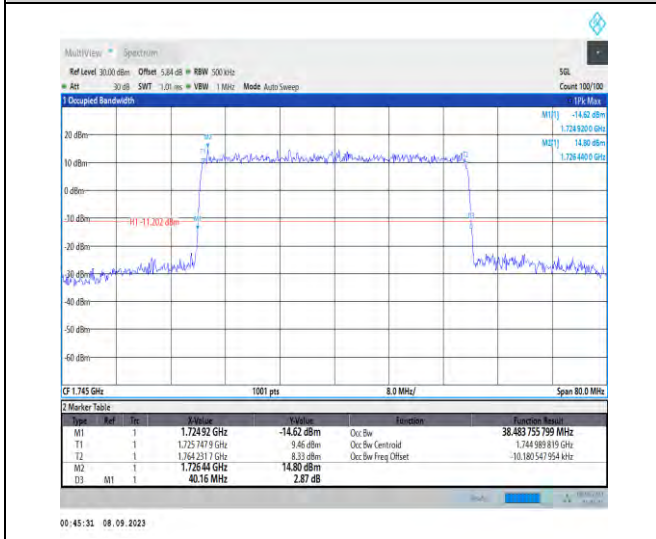 MultiView Spectrum
Ref Level 30.00 dBm Offset 5.84 dB RBW 500 kHz SGL
Att 30 dB SWT 1.01 ms VBW 1 MHz Mode Auto Sweep Count 100/100
1 Occupied Bandwidth 1Pk Max
M1[1] -14.62 dBm
1.724 920 0 GHz
M2[1] 14.80 dBm
1.726 440 0 GHz
20 dBm
10 dBm
0 dBm
-10 dBm
H1 -11.202 dBm
-20 dBm
-30 dBm
-40 dBm
-50 dBm
-60 dBm
CF 1.745 GHz 1001 pts 8.0 MHz/ Span 80.0 MHz
2 Marker Table
Type Ref Trc X-Value Y-Value Function Function Result
M1 1 1.724 92 GHz -14.62 dBm Occ Bw 38.483 755 799 MHz
T1 1 1.725 747 9 GHz 9.46 dBm Occ Bw Centroid 1.744 989 819 GHz
T2 1 1.764 231 7 GHz 8.33 dBm Occ Bw Freq Offset -10.180 547 954 kHz
M2 1 1.726 44 GHz 14.80 dBm
D3 M1 1 40.16 MHz 2.87 dB
00:45:31 08.09.2023